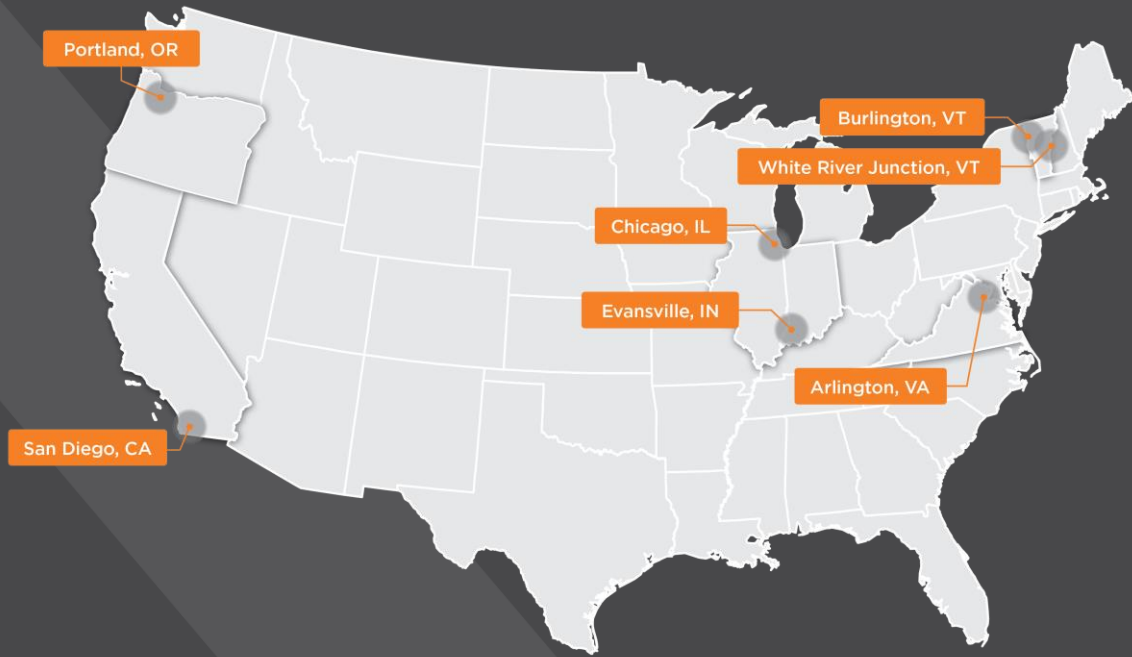 Portland, OR
Burlington, VT
White River Junction, VT
Chicago, IL
Evansville, IN
Arlington, VA
San Diego, CA